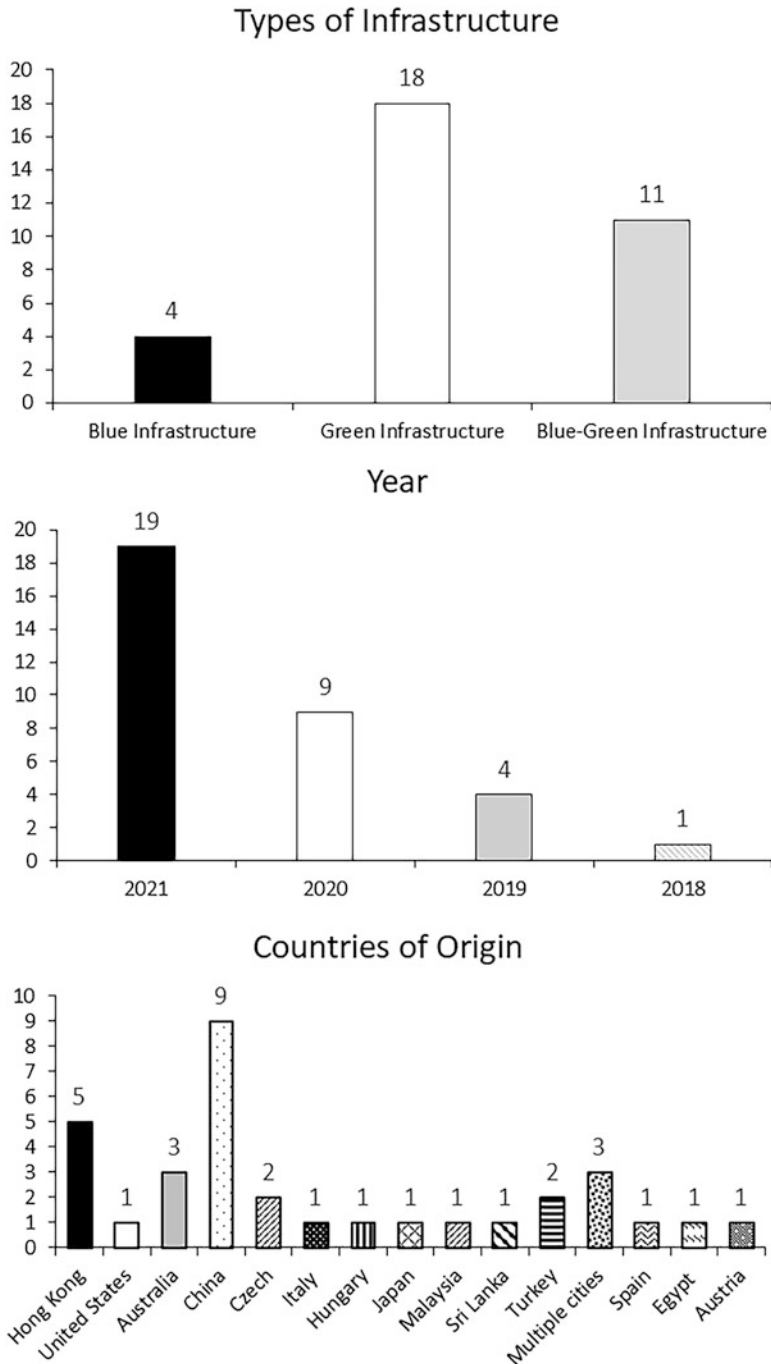 Types of Infrastructure
20
18
16
14
12
10
8
6
4
2
0
4
18
11
Blue Infrastructure
Green Infrastructure
Blue-Green Infrastructure
Year
20
18
16
14
12
10
8
6
4
2
0
19
9
4
1
2021
2020
2019
2018
Countries of Origin
10
9
8
7
6
5
4
3
2
1
0
5
1
3
9
2
1
1
1
1
1
2
3
1
1
1
Hong Kong
United States
Australia
China
Czech
Italy
Hungary
Japan
Malaysia
Sri Lanka
Turkey
Multiple cities
Spain
Egypt
Austria